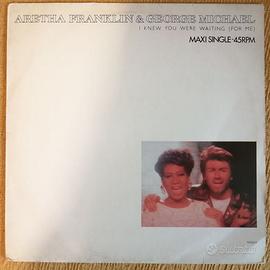 ARETHA FRANKLIN & GEORGE MICHAEL
I KNEW YOU WERE WAITING (FOR ME)
MAXI SINGLE-45RPM